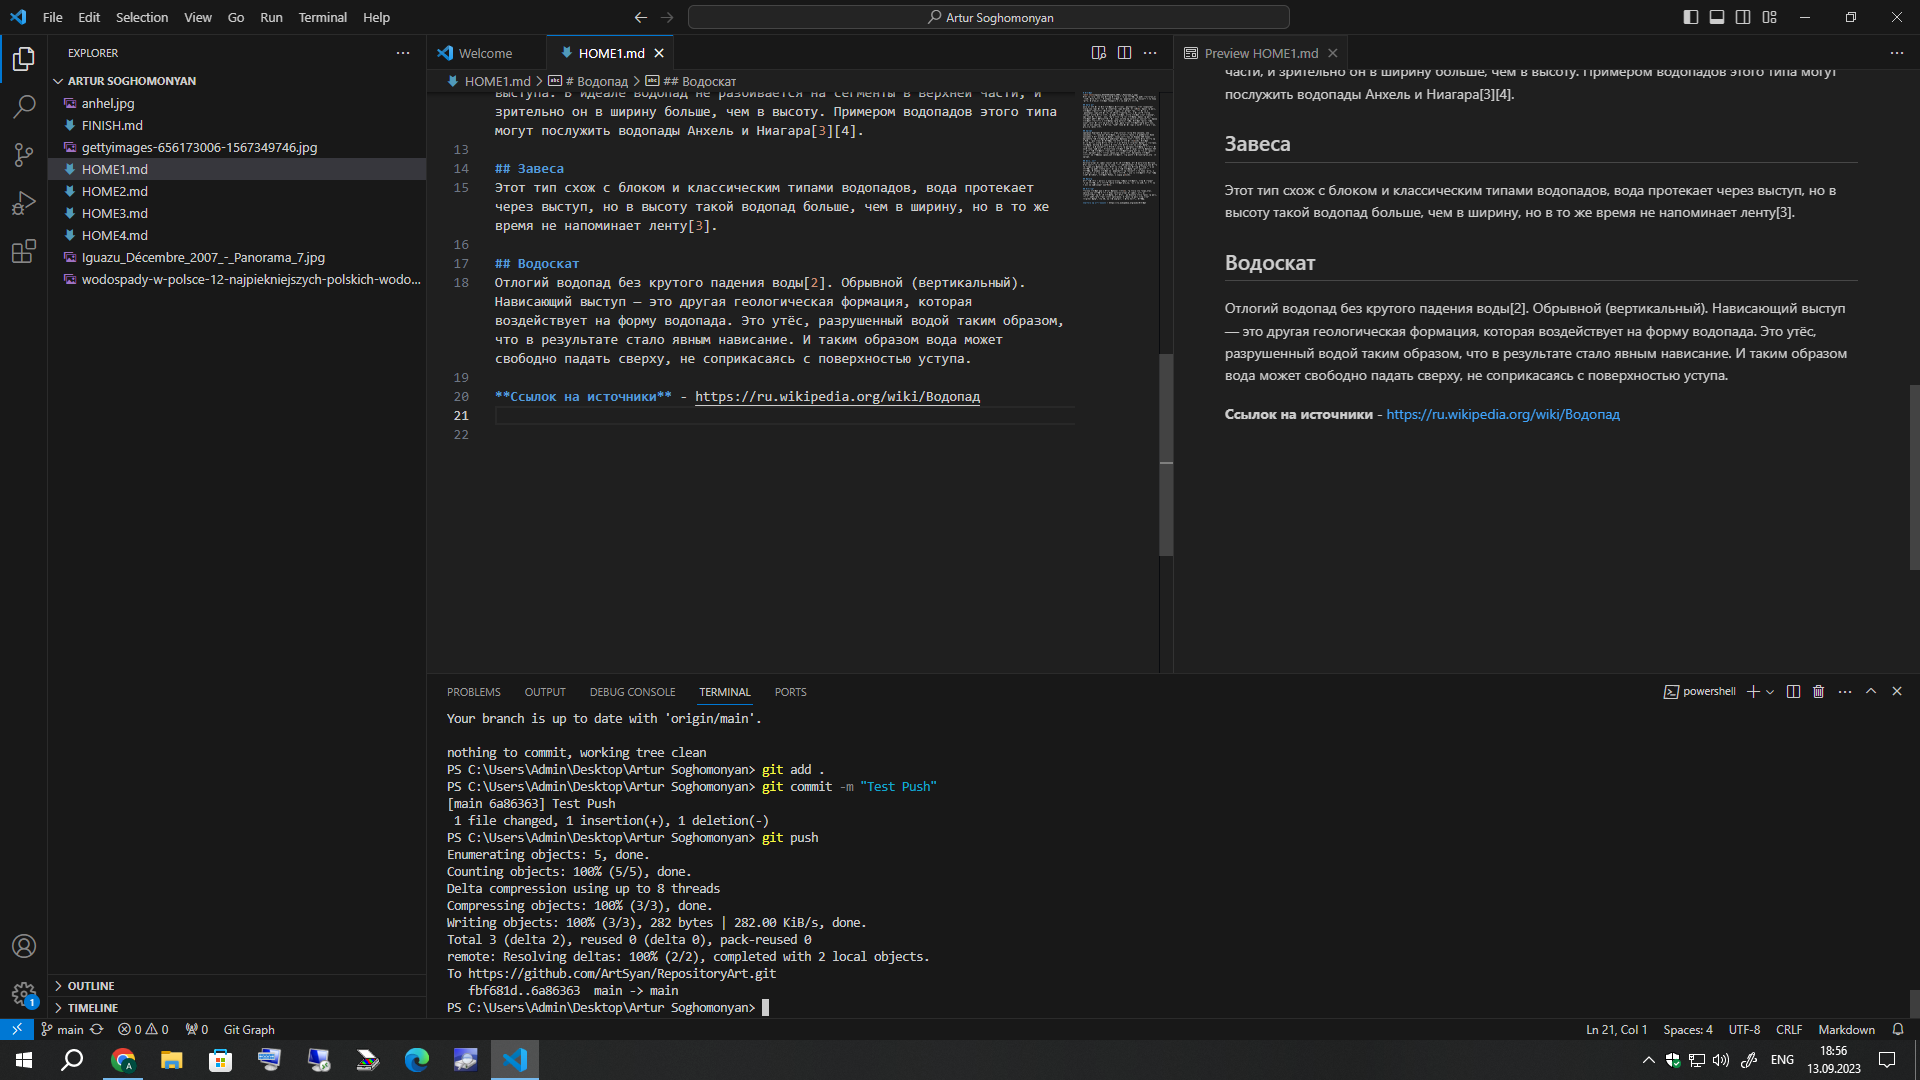 File Edit Selection View Go Run Terminal Help
Artur Soghomonyan
EXPLORER
ARTUR SOGHOMONYAN
anhel.jpg
FINISH.md
gettyimages-656173006-1567349746.jpg
HOME1.md
HOME2.md
HOME3.md
HOME4.md
Iguazu_Décembre_2007_-_Panorama_7.jpg
wodospady-w-polsce-12-najpiekniejszych-polskich-wodo...
OUTLINE
TIMELINE
Welcome HOME1.md
HOME1.md > # Водопад > ## Водоскат
выступа. В идеале водопад не разбивается на сегменты в верхней части, и
зрительно он в ширину больше, чем в высоту. Примером водопадов этого типа
могут послужить водопады Анхель и Ниагара[3][4].
13
14 ## Завеса
15 Этот тип схож с блоком и классическим типами водопадов, вода протекает
через выступ, но в высоту такой водопад больше, чем в ширину, но в то же
время не напоминает ленту[3].
16
17 ## Водоскат
18 Отлогий водопад без крутого падения воды[2]. Обрывной (вертикальный).
Нависающий выступ — это другая геологическая формация, которая
воздействует на форму водопада. Это утёс, разрушенный водой таким образом,
что в результате стало явным нависание. И таким образом вода может
свободно падать сверху, не соприкасаясь с поверхностью уступа.
19
20 **Ссылок на источники** - https://ru.wikipedia.org/wiki/Водопад
21
22
Preview HOME1.md
части, и зрительно он в ширину больше, чем в высоту. Примером водопадов этого типа могут
послужить водопады Анхель и Ниагара[3][4].
Завеса
Этот тип схож с блоком и классическим типами водопадов, вода протекает через выступ, но в
высоту такой водопад больше, чем в ширину, но в то же время не напоминает ленту[3].
Водоскат
Отлогий водопад без крутого падения воды[2]. Обрывной (вертикальный). Нависающий выступ
— это другая геологическая формация, которая воздействует на форму водопада. Это утёс,
разрушенный водой таким образом, что в результате стало явным нависание. И таким образом
вода может свободно падать сверху, не соприкасаясь с поверхностью уступа.
Ссылок на источники - https://ru.wikipedia.org/wiki/Водопад
PROBLEMS OUTPUT DEBUG CONSOLE TERMINAL PORTS
powershell
Your branch is up to date with 'origin/main'.
nothing to commit, working tree clean
PS C:\Users\Admin\Desktop\Artur Soghomonyan> git add .
PS C:\Users\Admin\Desktop\Artur Soghomonyan> git commit -m "Test Push"
[main 6a86363] Test Push
1 file changed, 1 insertion(+), 1 deletion(-)
PS C:\Users\Admin\Desktop\Artur Soghomonyan> git push
Enumerating objects: 5, done.
Counting objects: 100% (5/5), done.
Delta compression using up to 8 threads
Compressing objects: 100% (3/3), done.
Writing objects: 100% (3/3), 282 bytes | 282.00 KiB/s, done.
Total 3 (delta 2), reused 0 (delta 0), pack-reused 0
remote: Resolving deltas: 100% (2/2), completed with 2 local objects.
To https://github.com/ArtSyan/RepositoryArt.git
fbf681d..6a86363 main -> main
PS C:\Users\Admin\Desktop\Artur Soghomonyan>
1
main 0 0 0 Git Graph
Ln 21, Col 1 Spaces: 4 UTF-8 CRLF Markdown
A
ENG
18:56
13.09.2023